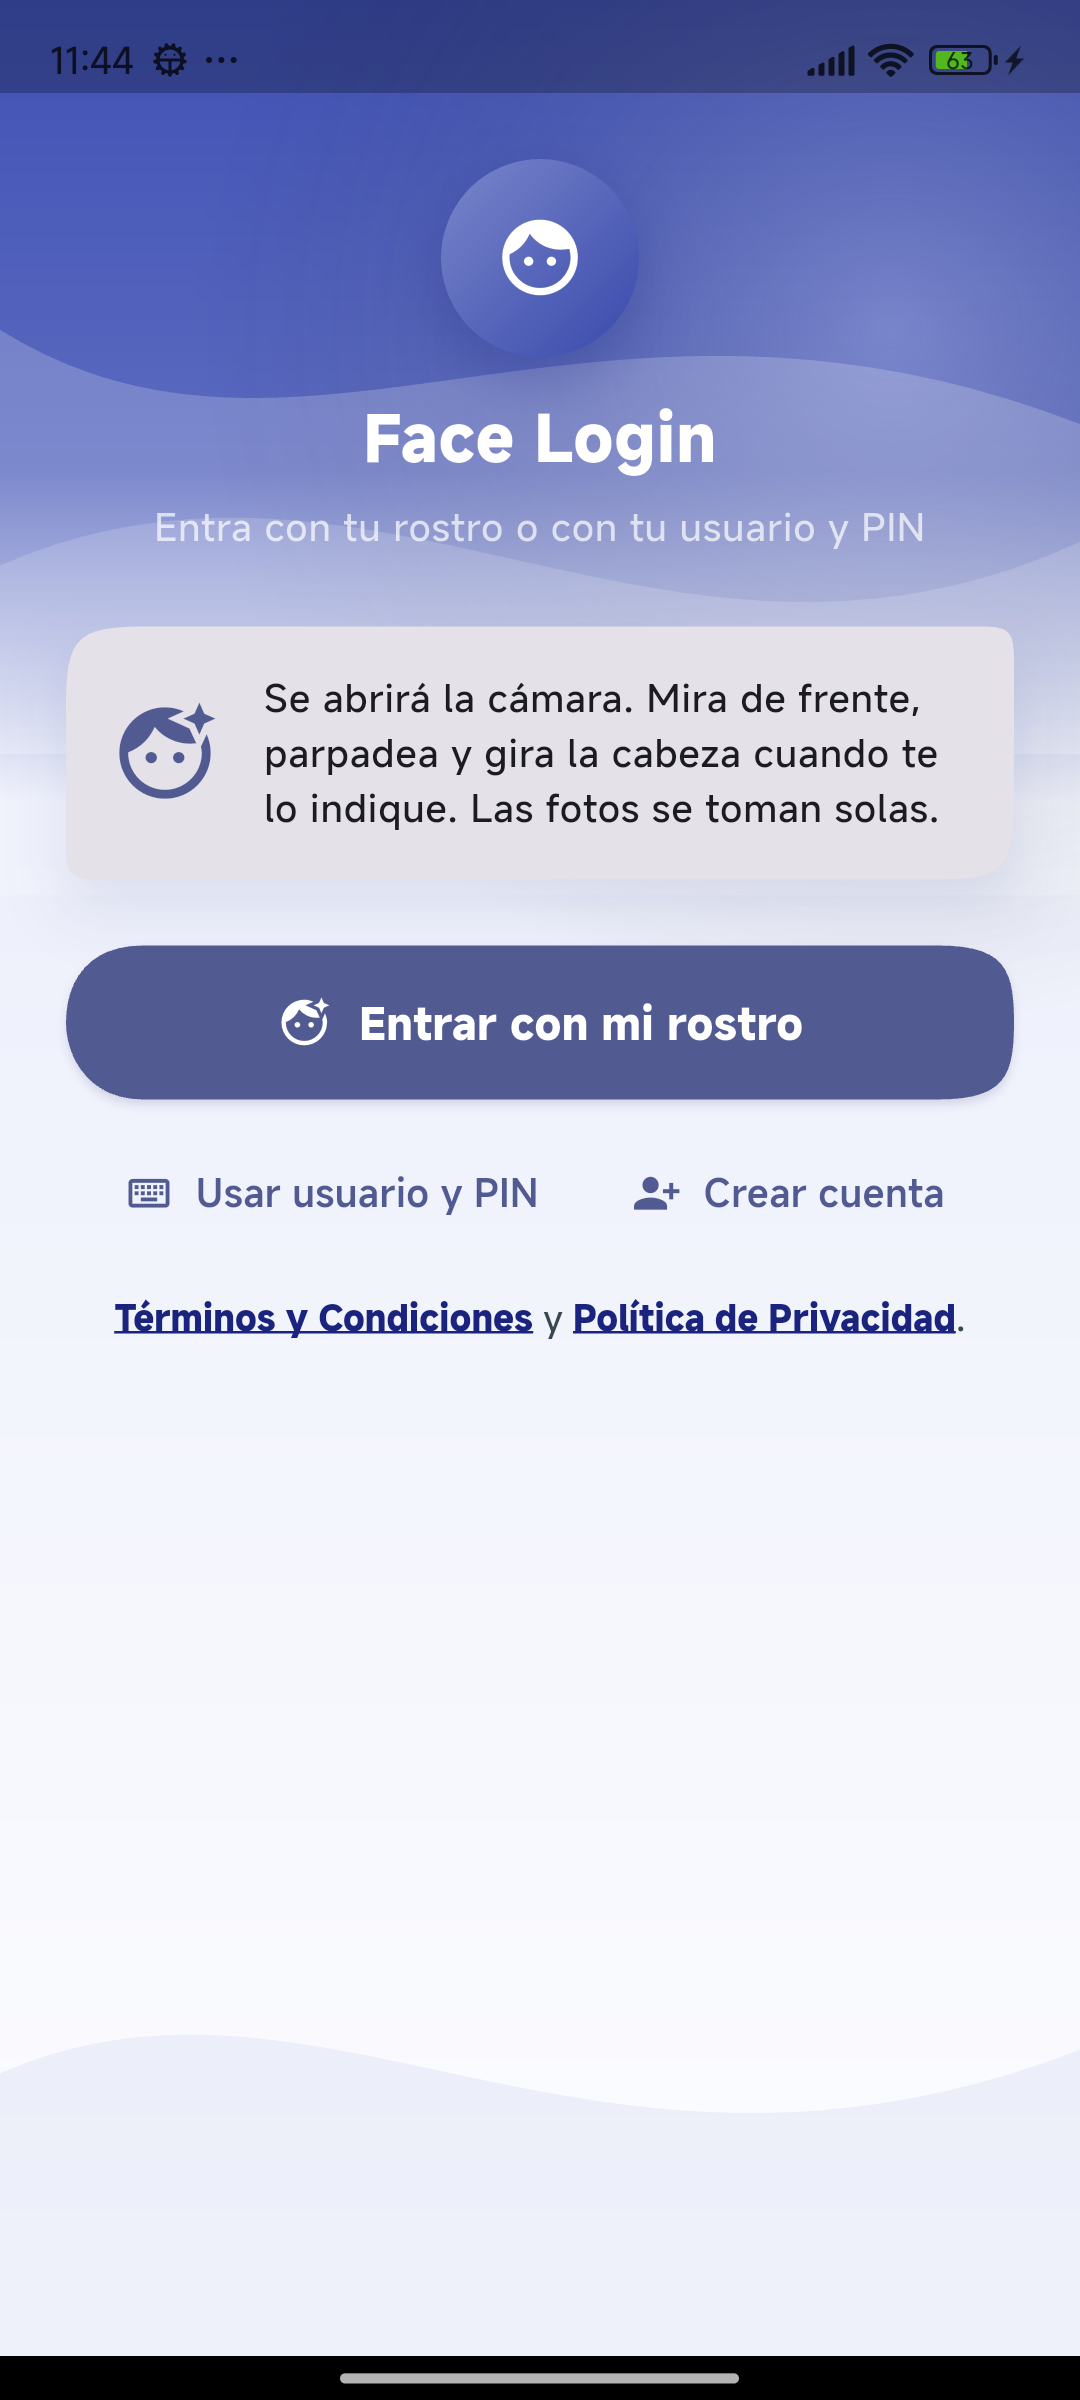 11:44
63
Face Login
Entra con tu rostro o con tu usuario y PIN
Se abrirá la cámara. Mira de frente,
parpadea y gira la cabeza cuando te
lo indique. Las fotos se toman solas.
Entrar con mi rostro
Usar usuario y PIN
Crear cuenta
Términos y Condiciones y Política de Privacidad.